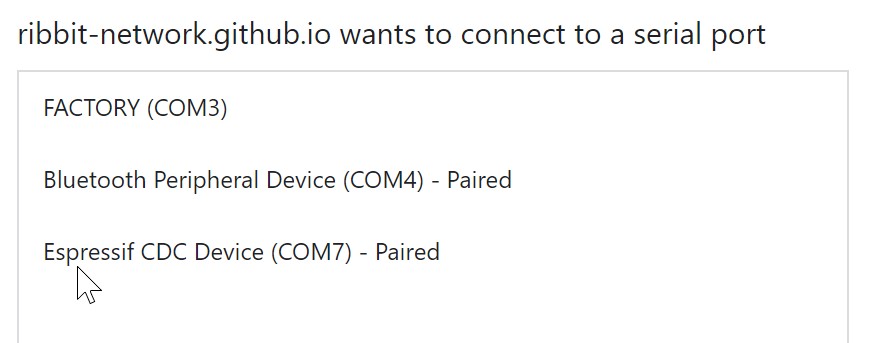 ribbit-network.github.io wants to connect to a serial port
FACTORY (COM3)
Bluetooth Peripheral Device (COM4) - Paired
Espressif CDC Device (COM7) - Paired